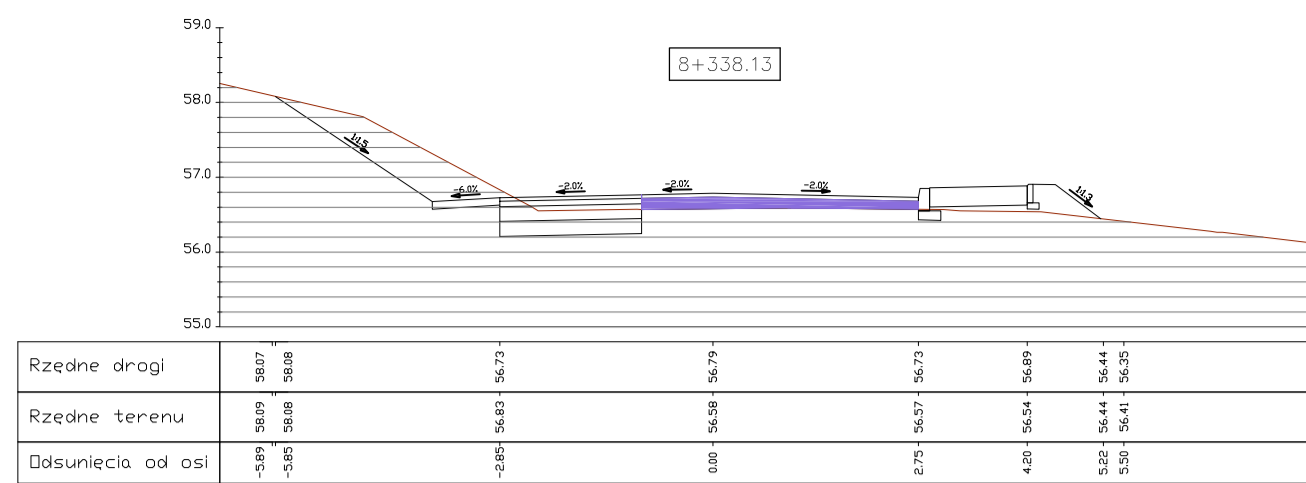 59.0
8+338.13
58.0
1:1.5
57.0
-6.0%
-2.0%
-2.0%
-2.0%
1:1.3
56.0
55.0
Rzędne drogi
58.07 58.08 56.73 56.79 56.73 56.89 56.44 56.35
Rzędne terenu
58.09 58.08 56.83 56.58 56.57 56.54 56.44 56.41
Odsunięcia od osi
-5.89 -5.85 -2.85 0.00 2.75 4.20 5.22 5.50